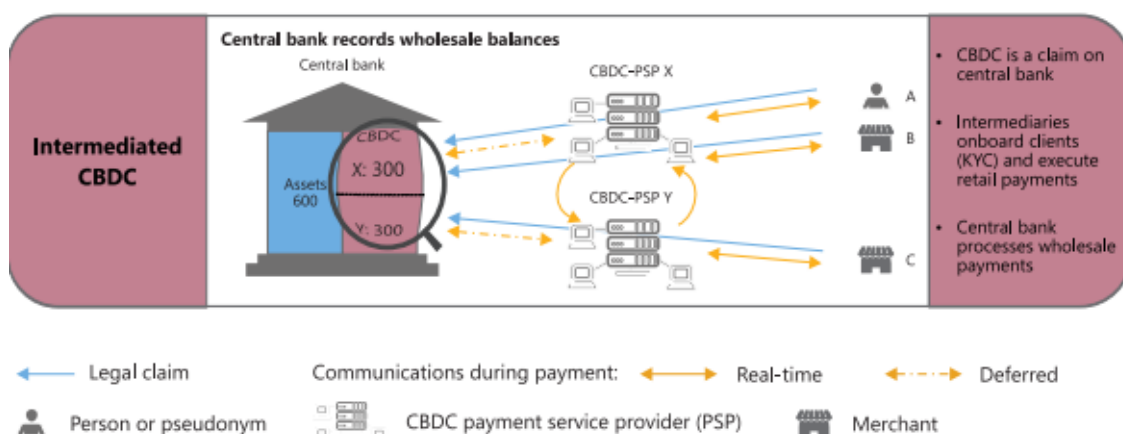 Intermediated
CBDC
Central bank records wholesale balances
Central bank
CBDC
X: 300
Assets
600
Y: 300
CBDC-PSP X
CBDC-PSP Y
A
B
C
• CBDC is a claim on
central bank
• Intermediaries
onboard clients
(KYC) and execute
retail payments
• Central bank
processes wholesale
payments
Legal claim
Communications during payment:
Real-time
Deferred
Person or pseudonym
CBDC payment service provider (PSP)
Merchant